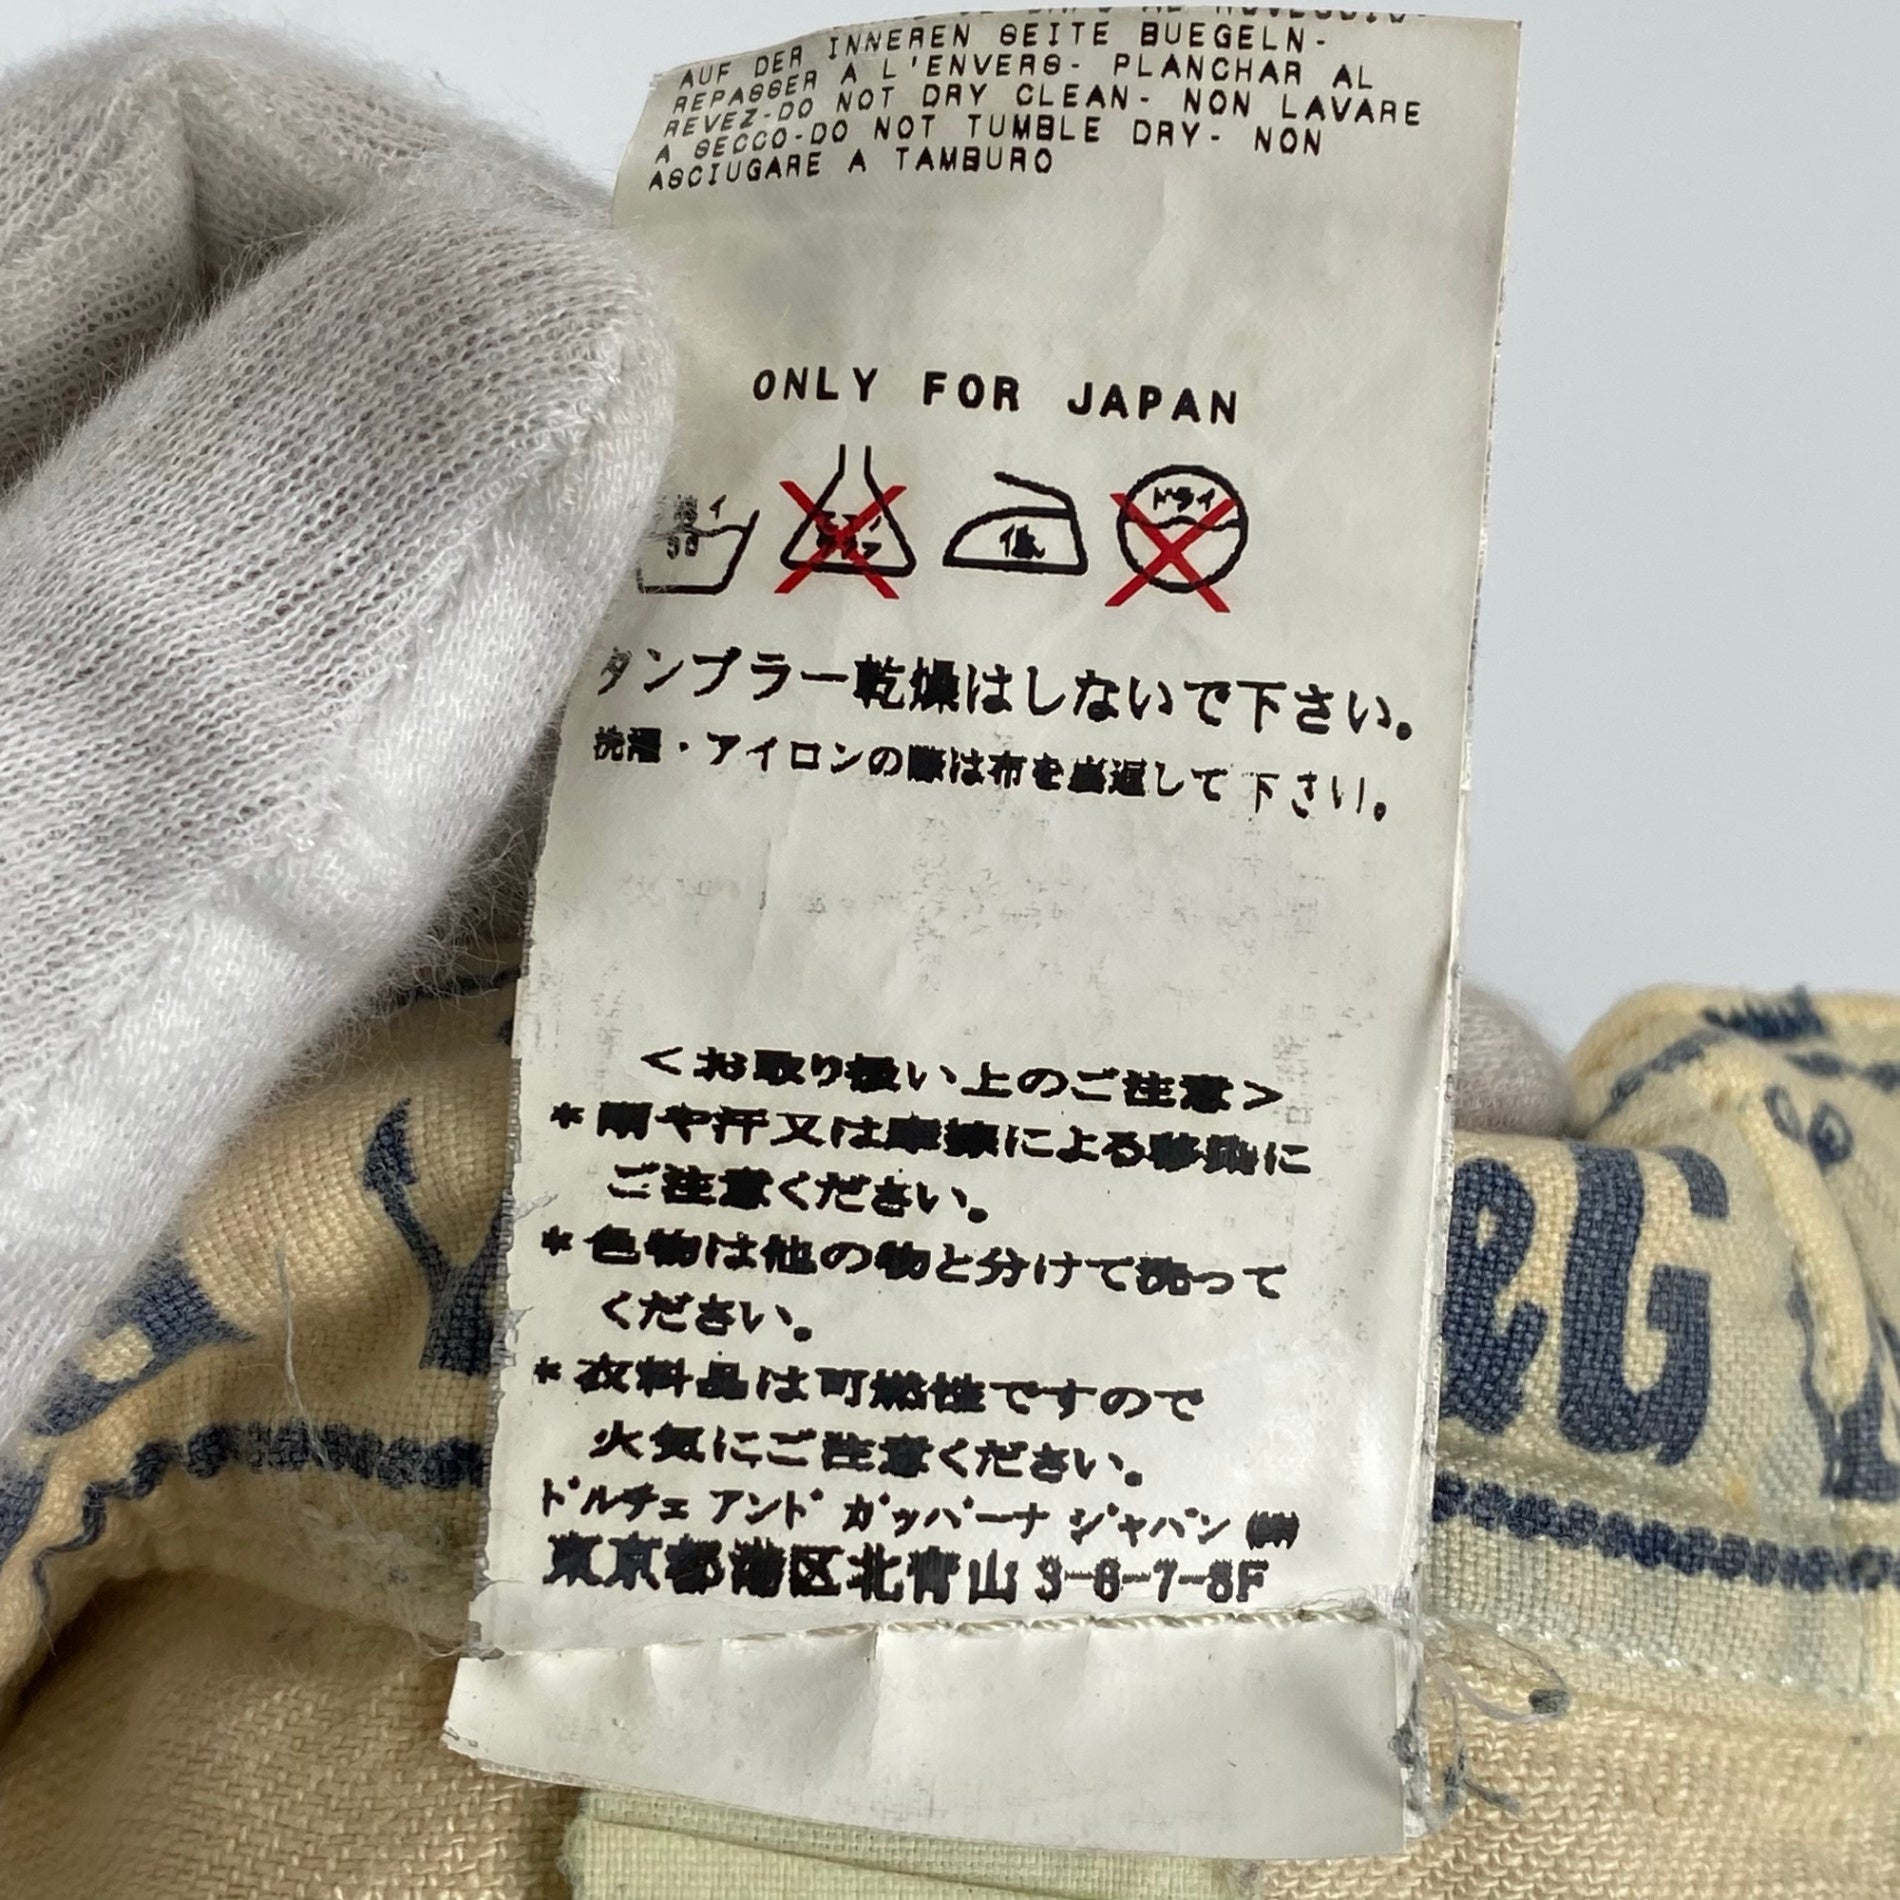 AUF DER INNEREN SEITE BUEGELN-
REPASSER A L'ENVERS- PLANCHAR AL
REVEZ-DO NOT DRY CLEAN- NON LAVARE
A SECCO-DO NOT TUMBLE DRY- NON
ASCIUGARE A TAMBURO
ONLY FOR JAPAN
低
ドライ
タンブラー乾燥はしないで下さい。
洗濯・アイロンの際は布を裏返して下さい。
<お取り扱い上のご注意>
*雨や汗又は摩擦による移染に
ご注意ください。
*色物は他の物と分けて洗って
ください。
*衣料品は可燃性ですので
火気にご注意ください。
ドルチェ アンド ガッバーナ ジャパン ㈱
東京都港区北青山 3-6-7-8F
eG